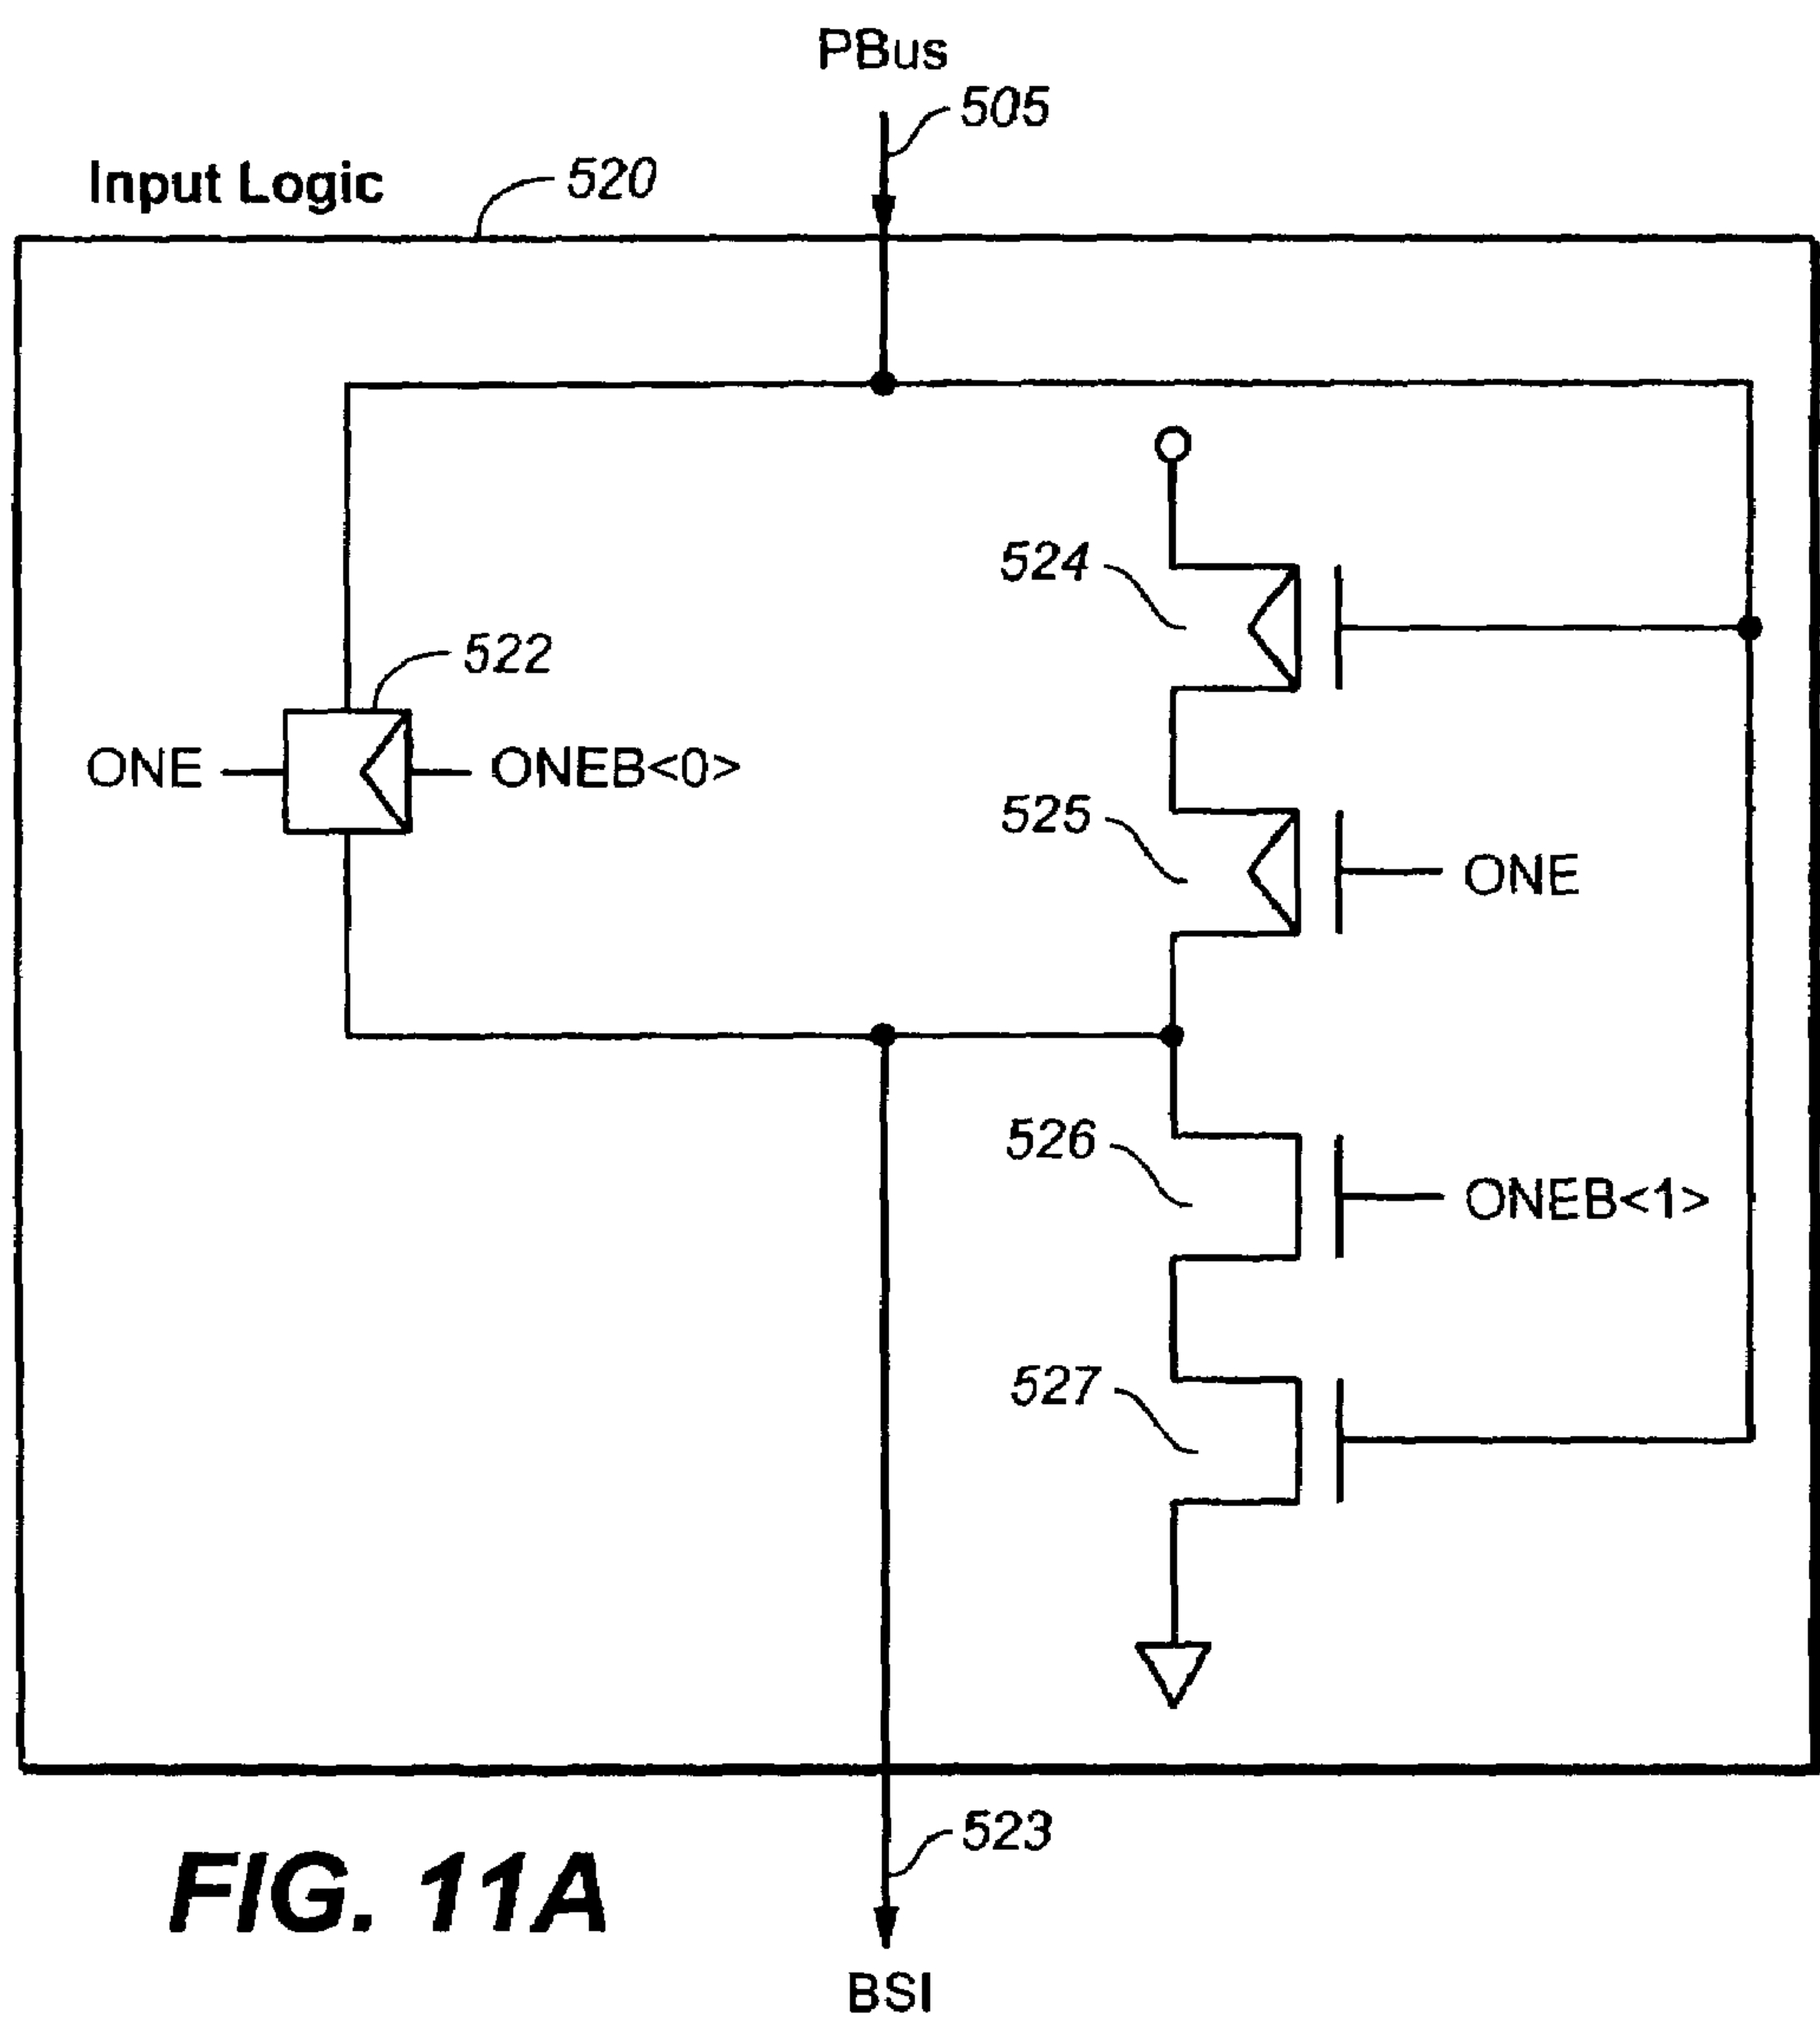 PBus
505
Input Logic
520
524
522
ONE
ONEB<0>
525
ONE
526
ONEB<1>
527
523
FIG. 11A
BSI